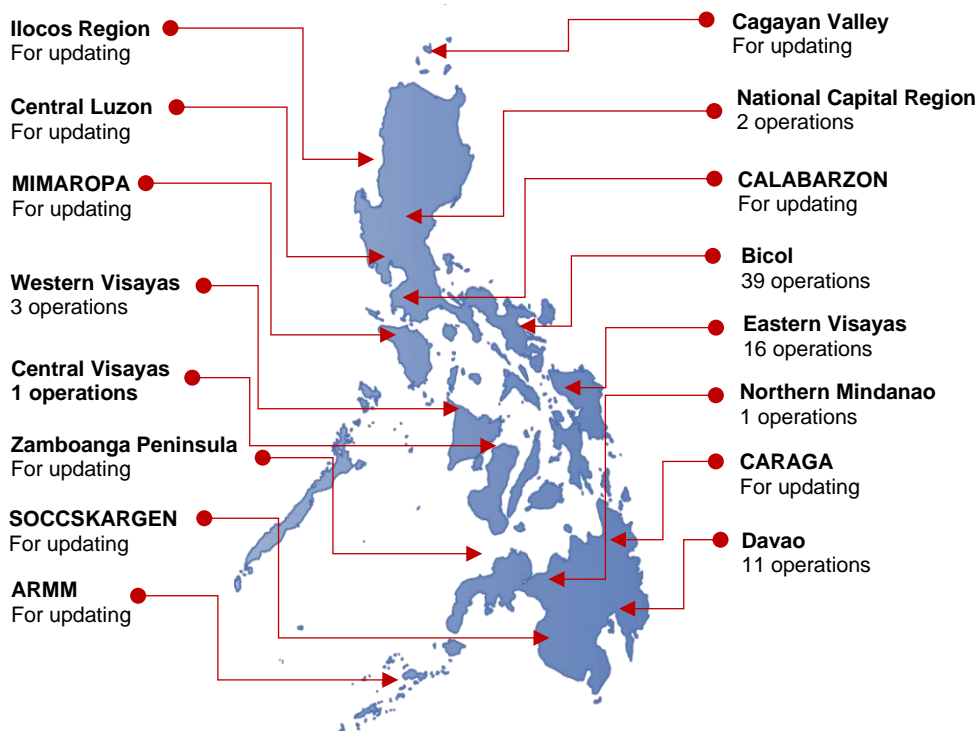 Ilocos Region
For updating
Central Luzon
For updating
MIMAROPA
For updating
Western Visayas
3 operations
Central Visayas
1 operations
Zamboanga Peninsula
For updating
SOCCSKARGEN
For updating
ARMM
For updating
Cagayan Valley
For updating
National Capital Region
2 operations
CALABARZON
For updating
Bicol
39 operations
Eastern Visayas
16 operations
Northern Mindanao
1 operations
CARAGA
For updating
Davao
11 operations